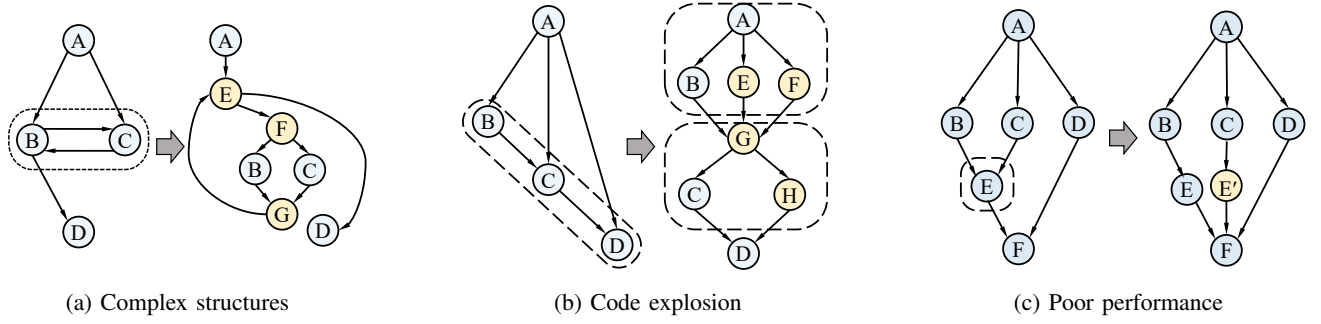 A
B C
D
A
E
F
B C
G
D
(a) Complex structures
A
B
C
D
A
B E F
G
C H
D
(b) Code explosion
A
B C D
E
F
A
B C D
E E′
F
(c) Poor performance